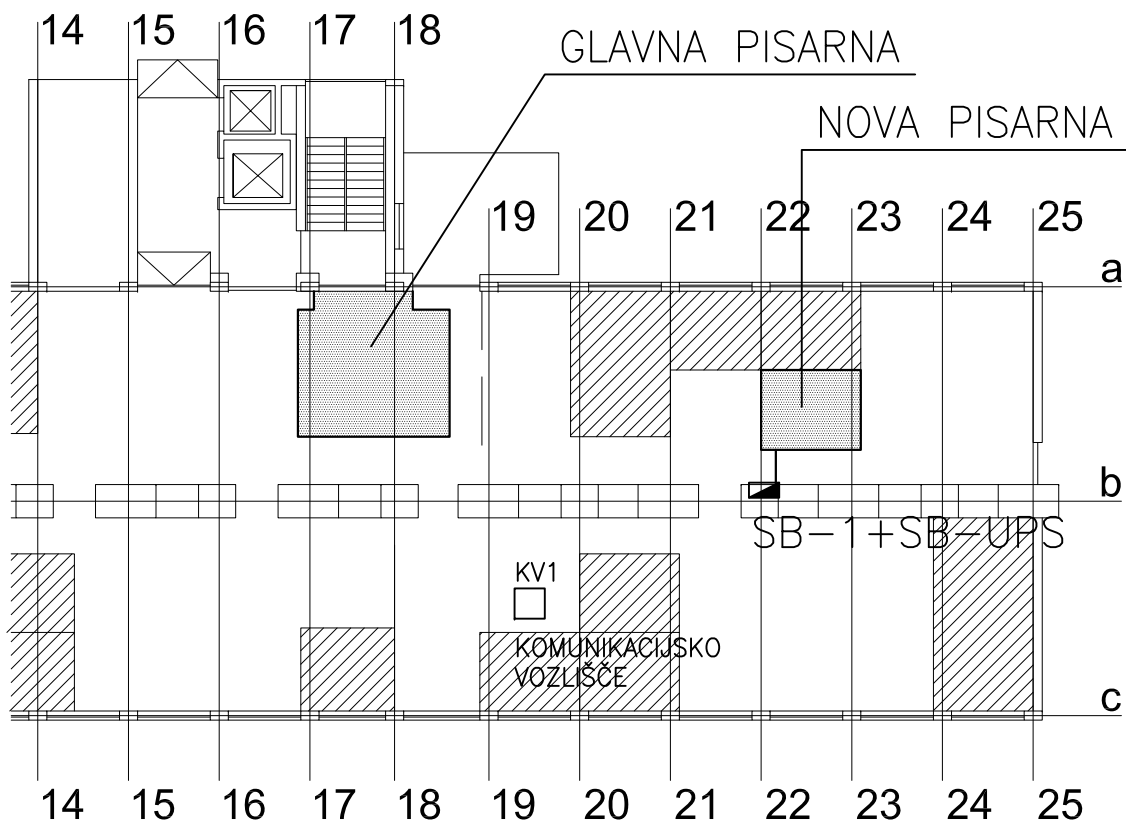 14 15 16 17 18
GLAVNA PISARNA
NOVA PISARNA
19 20 21 22 23 24 25
a
b
SB-1+SB-UPS
KV1
KOMUNIKACIJSKO
VOZLIŠČE
c
14 15 16 17 18 19 20 21 22 23 24 25